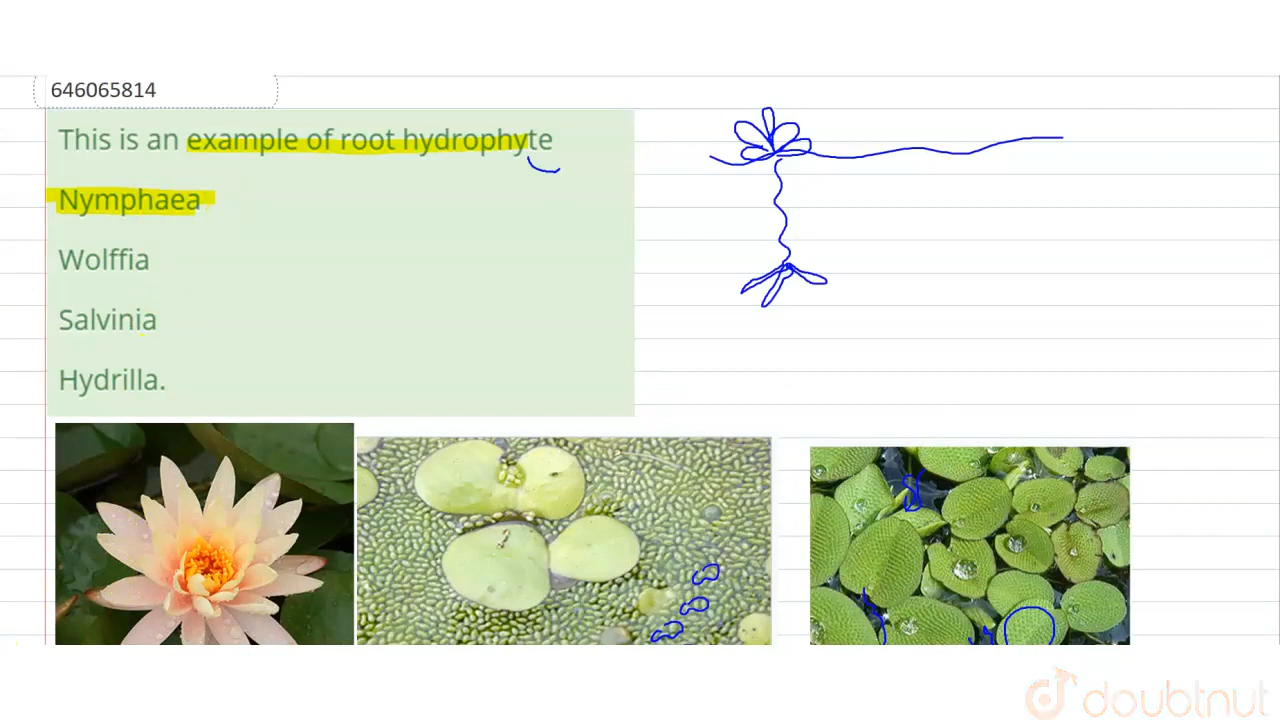 646065814
This is an example of root hydrophyte
Nymphaea
Wolffia
Salvinia
Hydrilla.
doubtnut